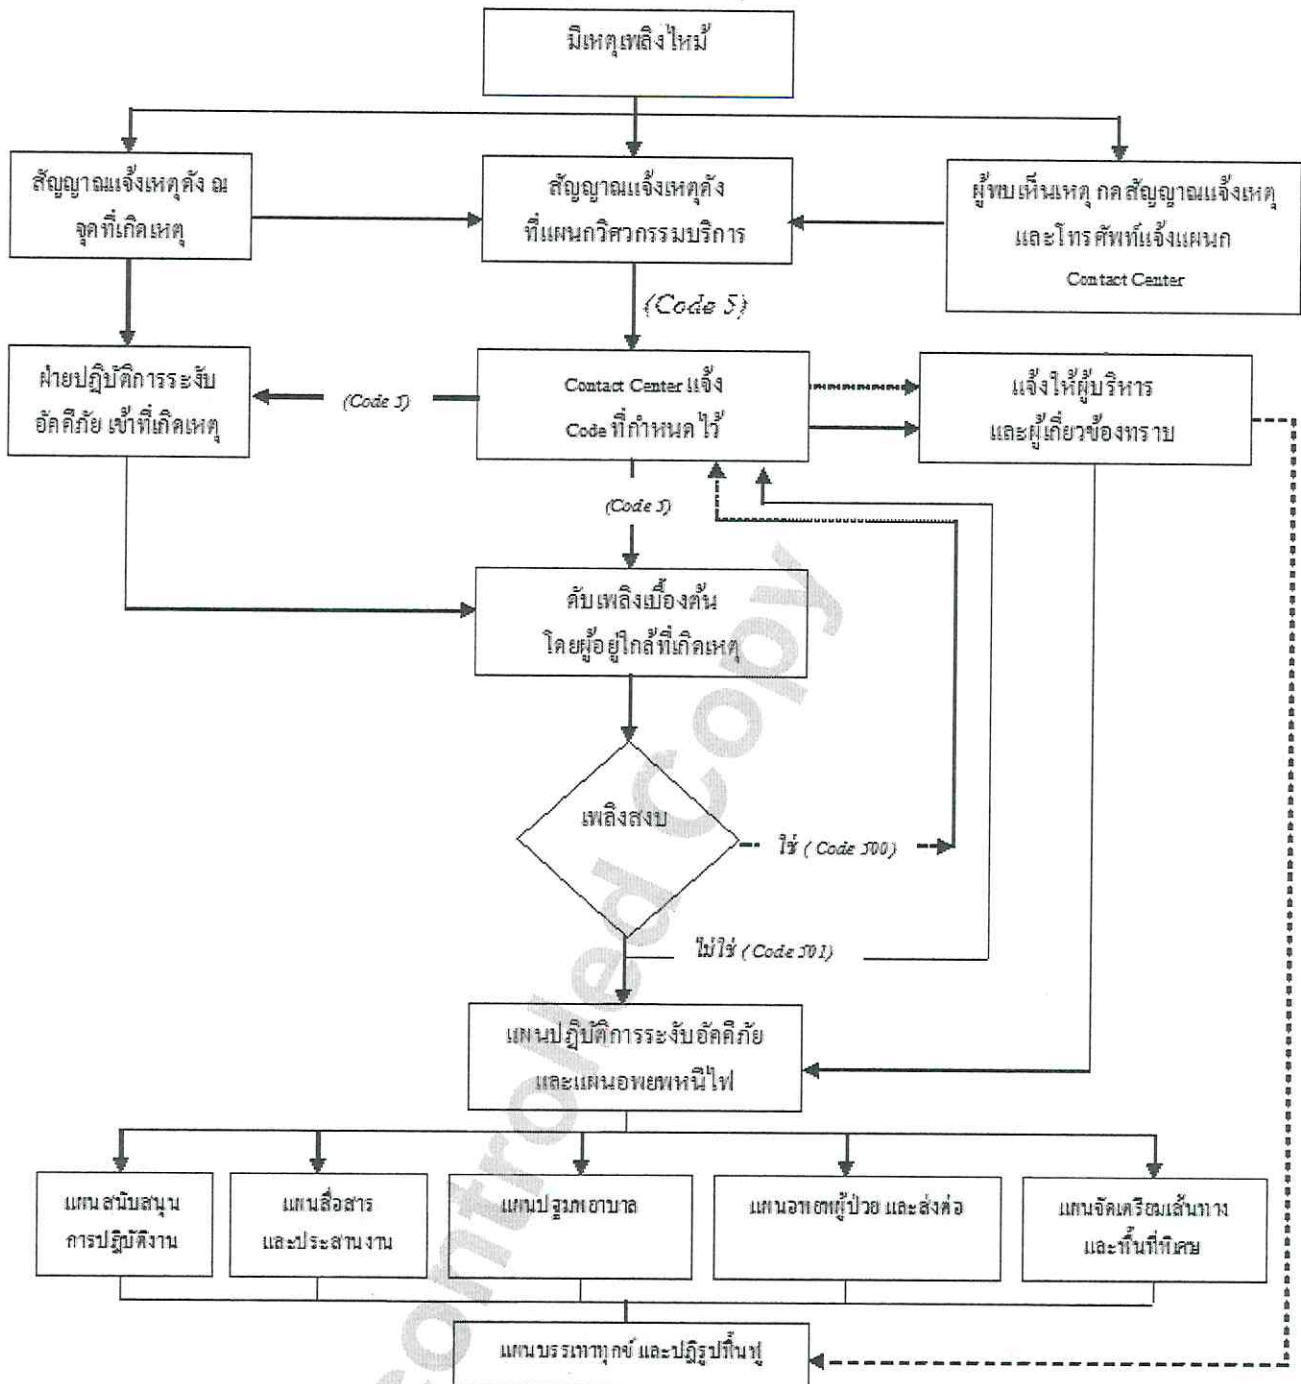 มีเหตุเพลิงไหม้
สัญญาณแจ้งเหตุดัง ณ
จุดที่เกิดเหตุ
สัญญาณแจ้งเหตุดัง
ที่แผนกวิศวกรรมบริการ
ผู้พบเห็นเหตุ กดสัญญาณแจ้งเหตุ
และโทรศัพท์แจ้งแผนก
Contact Center
(Code 5)
ฝ่ายปฏิบัติการระงับ
อัคคีภัย เข้าที่เกิดเหตุ
(Code 5)
Contact Center แจ้ง
Code ที่กำหนดไว้
แจ้งให้ผู้บริหาร
และผู้เกี่ยวข้องทราบ
(Code 5)
ดับเพลิงเบื้องต้น
โดยผู้อยู่ใกล้ที่เกิดเหตุ
เพลิงสงบ
ใช่ ( Code 500)
ไม่ใช่ ( Code 501)
แผนปฏิบัติการระงับอัคคีภัย
และแผนอพยพหนีไฟ
แผนสนับสนุน
การปฏิบัติงาน
แผนสื่อสาร
และประสานงาน
แผนปฐมพยาบาล
แผนอพยพผู้ป่วย และส่งต่อ
แผนจัดเตรียมเส้นทาง
และพื้นที่พิเศษ
แผนบรรเทาทุกข์ และปฏิรูปฟื้นฟู
controlled Copy